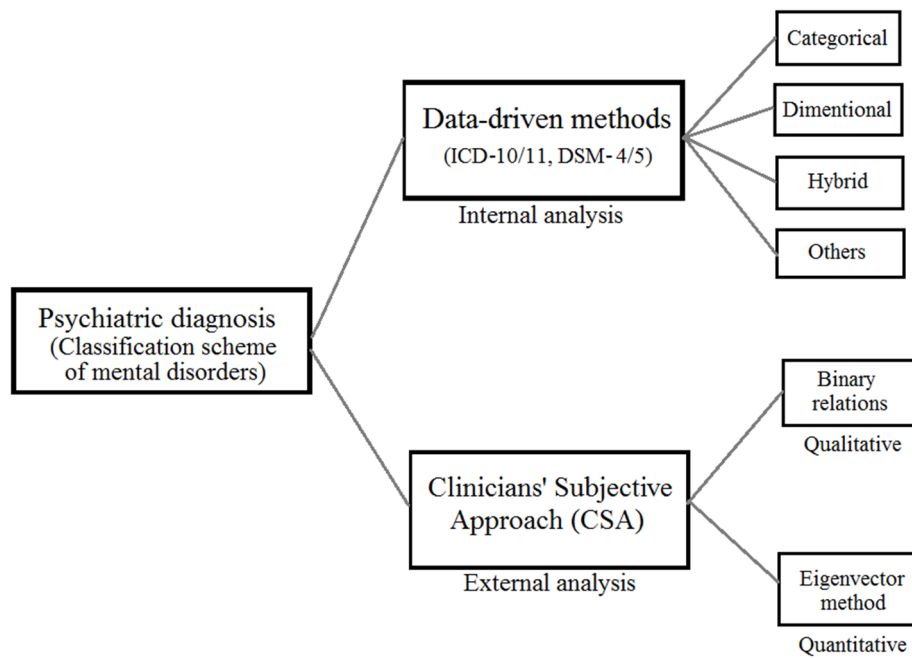 Psychiatric diagnosis
(Classification scheme
of mental disorders)
Data-driven methods
(ICD-10/11, DSM- 4/5)
Internal analysis
Categorical
Dimentional
Hybrid
Others
Clinicians' Subjective
Approach (CSA)
External analysis
Binary
relations
Qualitative
Eigenvector
method
Quantitative